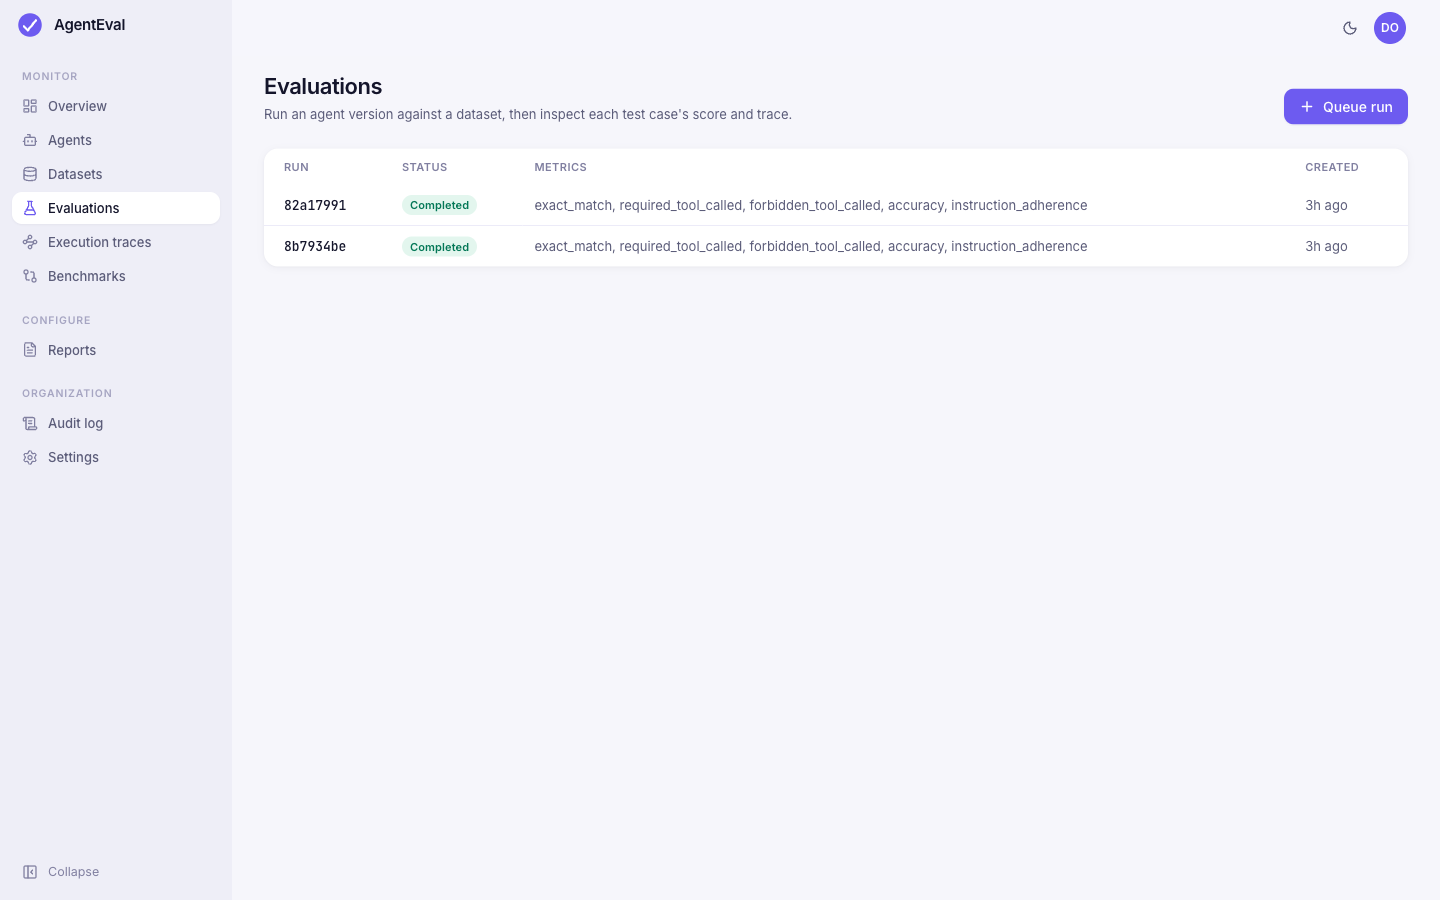 AgentEval
DO
MONITOR
Overview
Agents
Datasets
Evaluations
Execution traces
Benchmarks
CONFIGURE
Reports
ORGANIZATION
Audit log
Settings
Collapse
Evaluations
Run an agent version against a dataset, then inspect each test case's score and trace.
Queue run
RUN STATUS METRICS CREATED
82a17991 Completed exact_match, required_tool_called, forbidden_tool_called, accuracy, instruction_adherence 3h ago
8b7934be Completed exact_match, required_tool_called, forbidden_tool_called, accuracy, instruction_adherence 3h ago